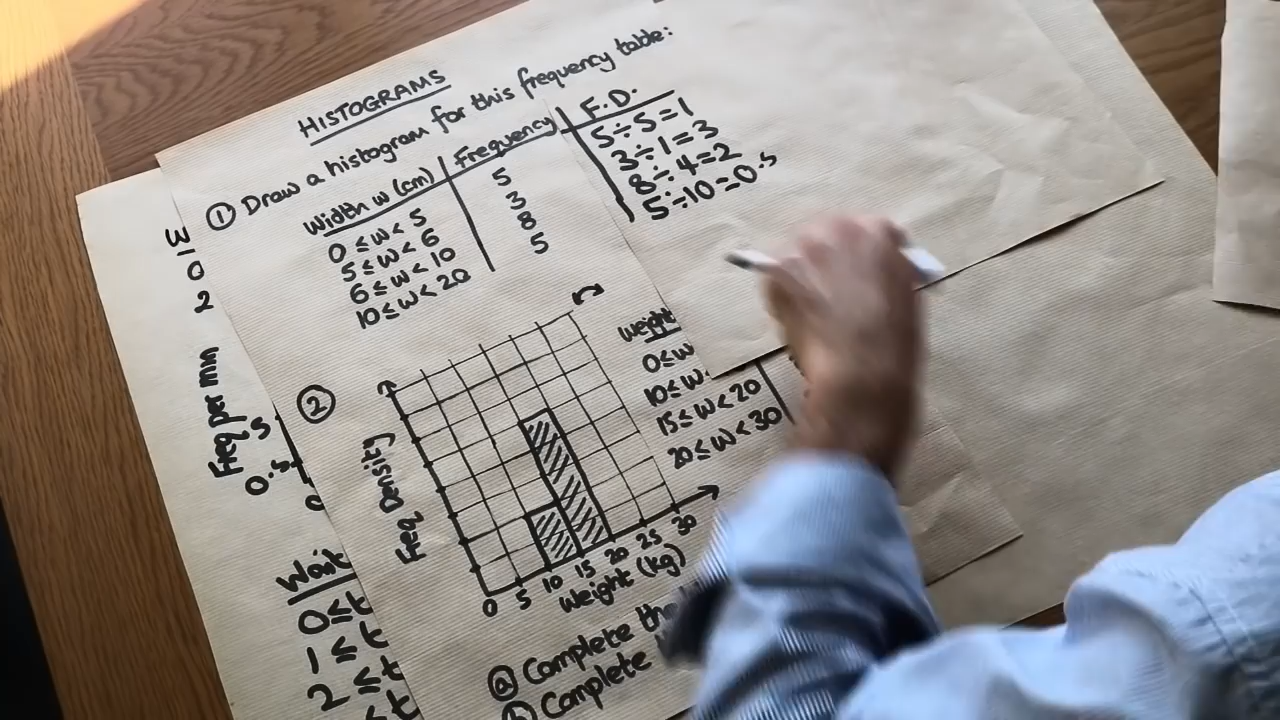 HISTOGRAMS
① Draw a histogram for this frequency table:
Width w (cm) Frequency F.D.
0 ≤ w < 5 5 5÷5=1
5 ≤ w < 6 3 3÷1=3
6 ≤ w < 10 8 8÷4=2
10 ≤ w < 20 5 5÷10=0.5
②
Freq Density
0 5 10 15 20 25 30
Weight (kg)
Weight
0≤w
10≤w
15≤w<20
20≤w<30
ⓐ Complete the
ⓑ Complete
Freq per min
0.5
0
Wait
0≤t
1≤t
2≤t
≤t